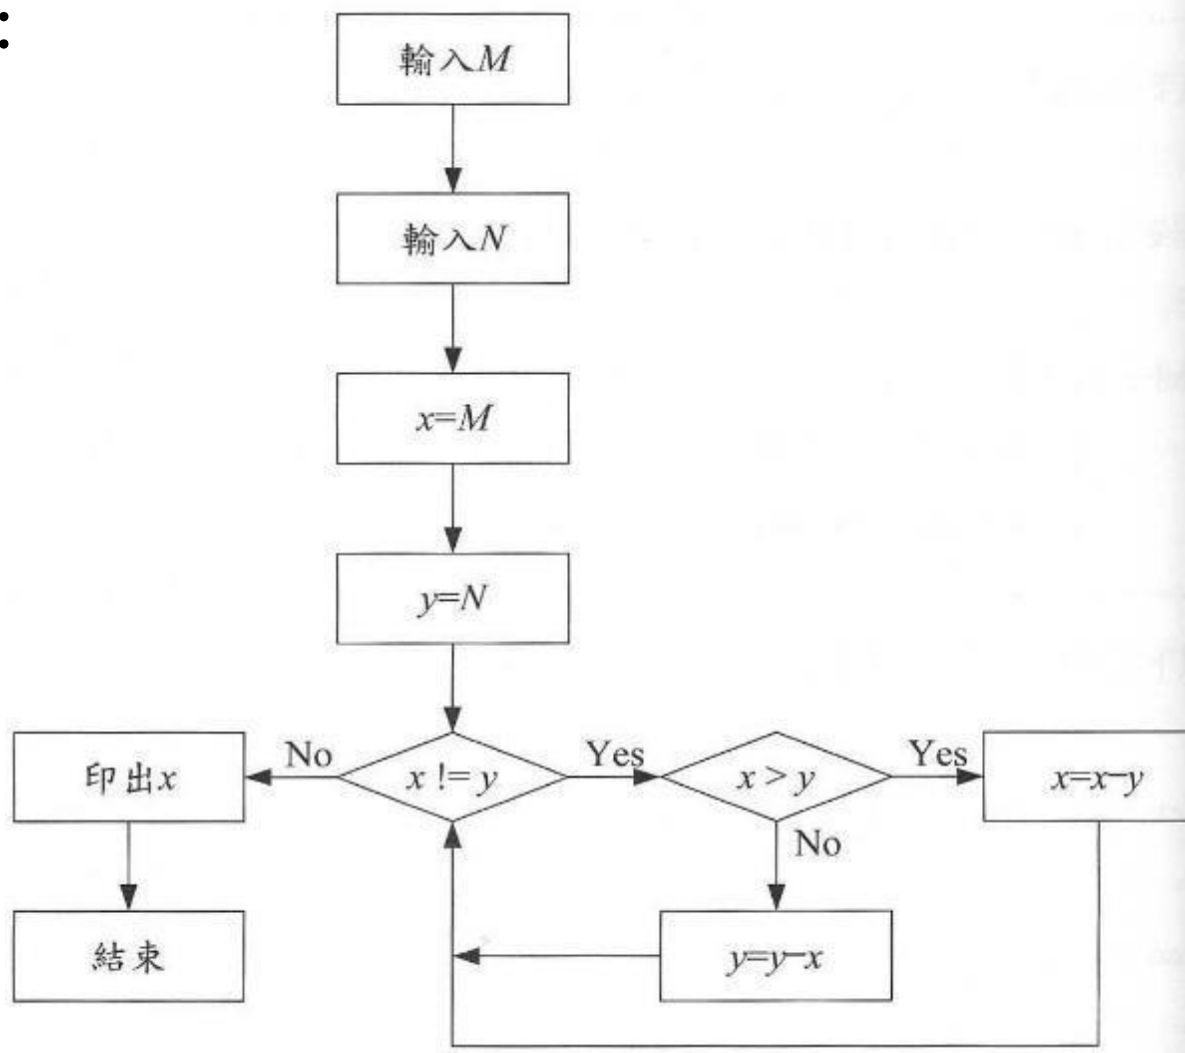 :
輸入M
輸入N
x=M
y=N
x != y
Yes
No
x > y
Yes
No
x=x-y
y=y-x
印出x
結束